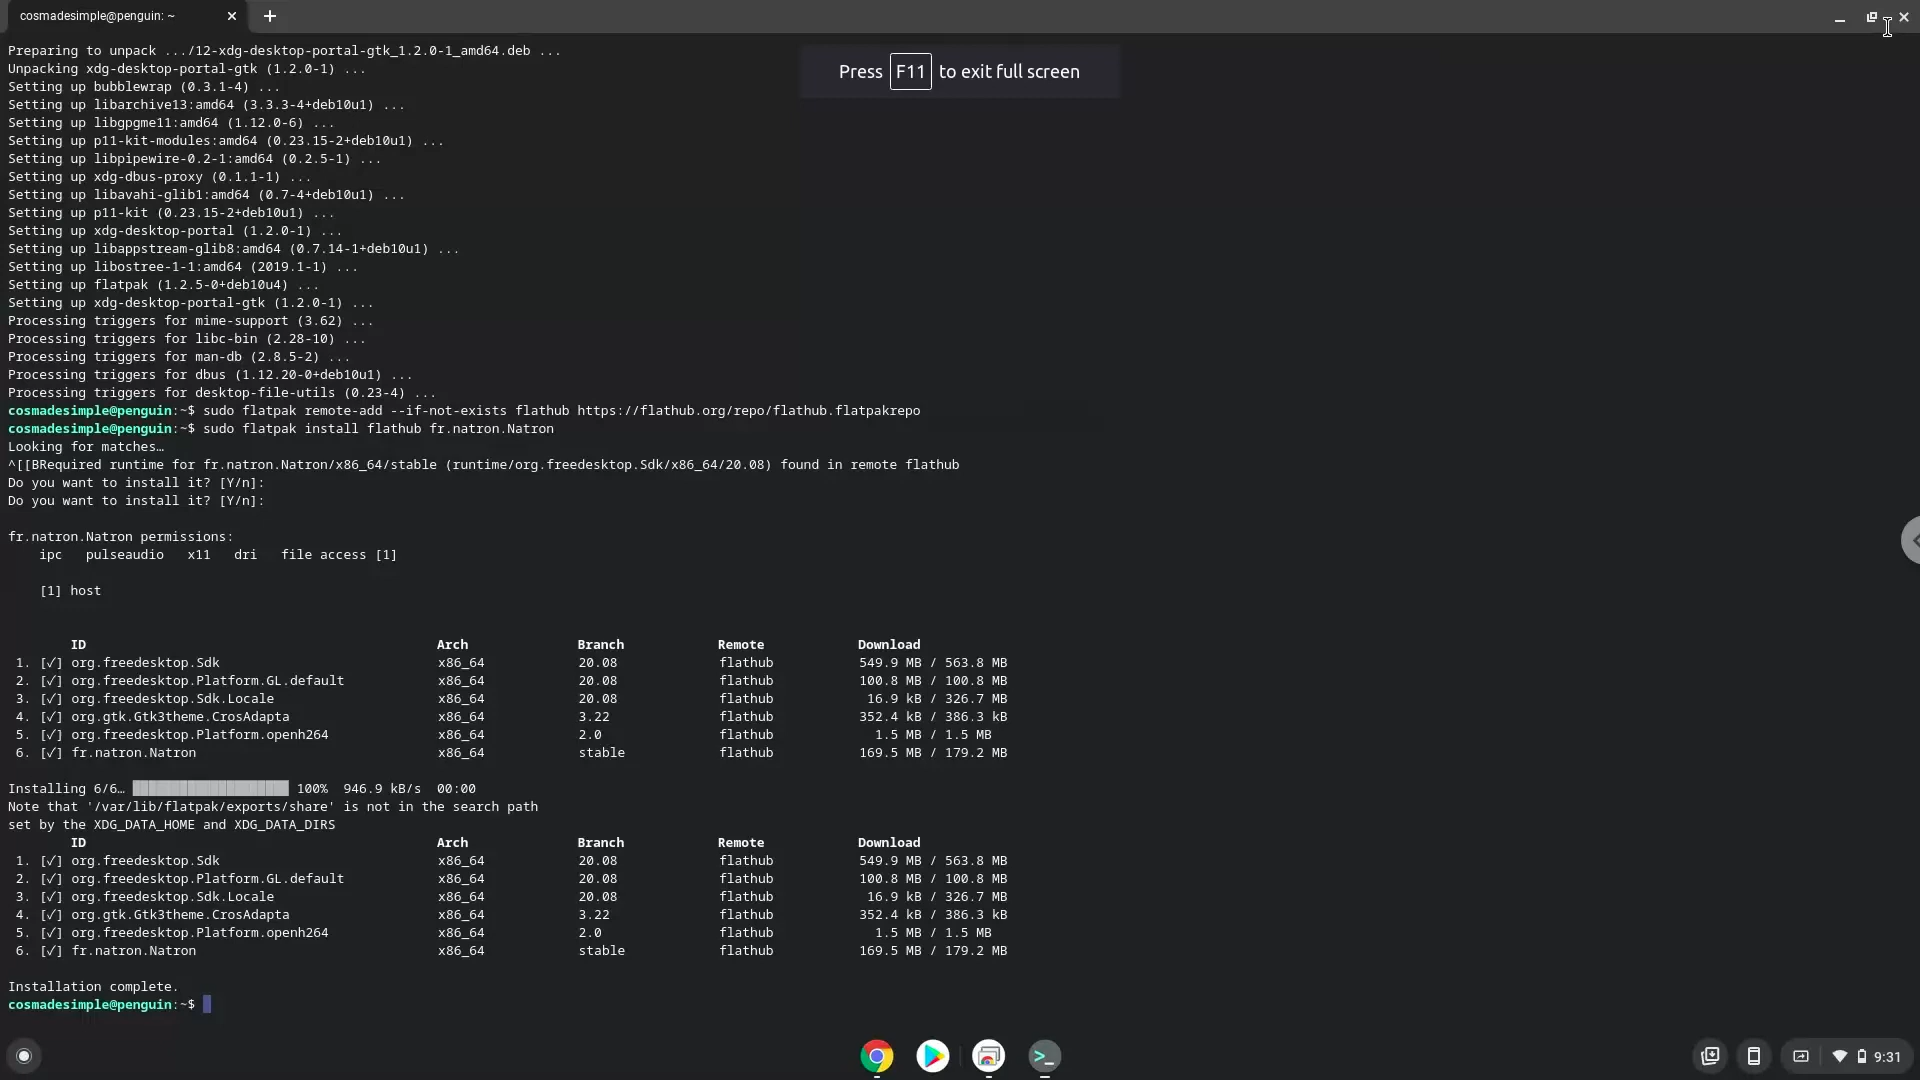 cosmadesimple@penguin: ~
Preparing to unpack .../12-xdg-desktop-portal-gtk_1.2.0-1_amd64.deb ...
Press F11 to exit full screen
Unpacking xdg-desktop-portal-gtk (1.2.0-1) ...
Setting up bubblewrap (0.3.1-4) ...
Setting up libarchive13:amd64 (3.3.3-4+deb10u1) ...
Setting up libgpgme11:amd64 (1.12.0-6) ...
Setting up p11-kit-modules:amd64 (0.23.15-2+deb10u1) ...
Setting up libpipewire-0.2-1:amd64 (0.2.5-1) ...
Setting up xdg-dbus-proxy (0.1.1-1) ...
Setting up libavahi-glib1:amd64 (0.7-4+deb10u1) ...
Setting up p11-kit (0.23.15-2+deb10u1) ...
Setting up xdg-desktop-portal (1.2.0-1) ...
Setting up libappstream-glib8:amd64 (0.7.14-1+deb10u1) ...
Setting up libostree-1-1:amd64 (2019.1-1) ...
Setting up flatpak (1.2.5-0+deb10u4) ...
Setting up xdg-desktop-portal-gtk (1.2.0-1) ...
Processing triggers for mime-support (3.62) ...
Processing triggers for libc-bin (2.28-10) ...
Processing triggers for man-db (2.8.5-2) ...
Processing triggers for dbus (1.12.20-0+deb10u1) ...
Processing triggers for desktop-file-utils (0.23-4) ...
cosmadesimple@penguin:~$ sudo flatpak remote-add --if-not-exists flathub https://flathub.org/repo/flathub.flatpakrepo
cosmadesimple@penguin:~$ sudo flatpak install flathub fr.natron.Natron
Looking for matches…
^[[BRequired runtime for fr.natron.Natron/x86_64/stable (runtime/org.freedesktop.Sdk/x86_64/20.08) found in remote flathub
Do you want to install it? [Y/n]:
Do you want to install it? [Y/n]:
fr.natron.Natron permissions:
ipc pulseaudio x11 dri file access [1]
[1] host
ID Arch Branch Remote Download
1. [✓] org.freedesktop.Sdk x86_64 20.08 flathub 549.9 MB / 563.8 MB
2. [✓] org.freedesktop.Platform.GL.default x86_64 20.08 flathub 100.8 MB / 100.8 MB
3. [✓] org.freedesktop.Sdk.Locale x86_64 20.08 flathub 16.9 kB / 326.7 MB
4. [✓] org.gtk.Gtk3theme.CrosAdapta x86_64 3.22 flathub 352.4 kB / 386.3 kB
5. [✓] org.freedesktop.Platform.openh264 x86_64 2.0 flathub 1.5 MB / 1.5 MB
6. [✓] fr.natron.Natron x86_64 stable flathub 169.5 MB / 179.2 MB
Installing 6/6… 100% 946.9 kB/s 00:00
Note that '/var/lib/flatpak/exports/share' is not in the search path
set by the XDG_DATA_HOME and XDG_DATA_DIRS
ID Arch Branch Remote Download
1. [✓] org.freedesktop.Sdk x86_64 20.08 flathub 549.9 MB / 563.8 MB
2. [✓] org.freedesktop.Platform.GL.default x86_64 20.08 flathub 100.8 MB / 100.8 MB
3. [✓] org.freedesktop.Sdk.Locale x86_64 20.08 flathub 16.9 kB / 326.7 MB
4. [✓] org.gtk.Gtk3theme.CrosAdapta x86_64 3.22 flathub 352.4 kB / 386.3 kB
5. [✓] org.freedesktop.Platform.openh264 x86_64 2.0 flathub 1.5 MB / 1.5 MB
6. [✓] fr.natron.Natron x86_64 stable flathub 169.5 MB / 179.2 MB
Installation complete.
cosmadesimple@penguin:~$
9:31